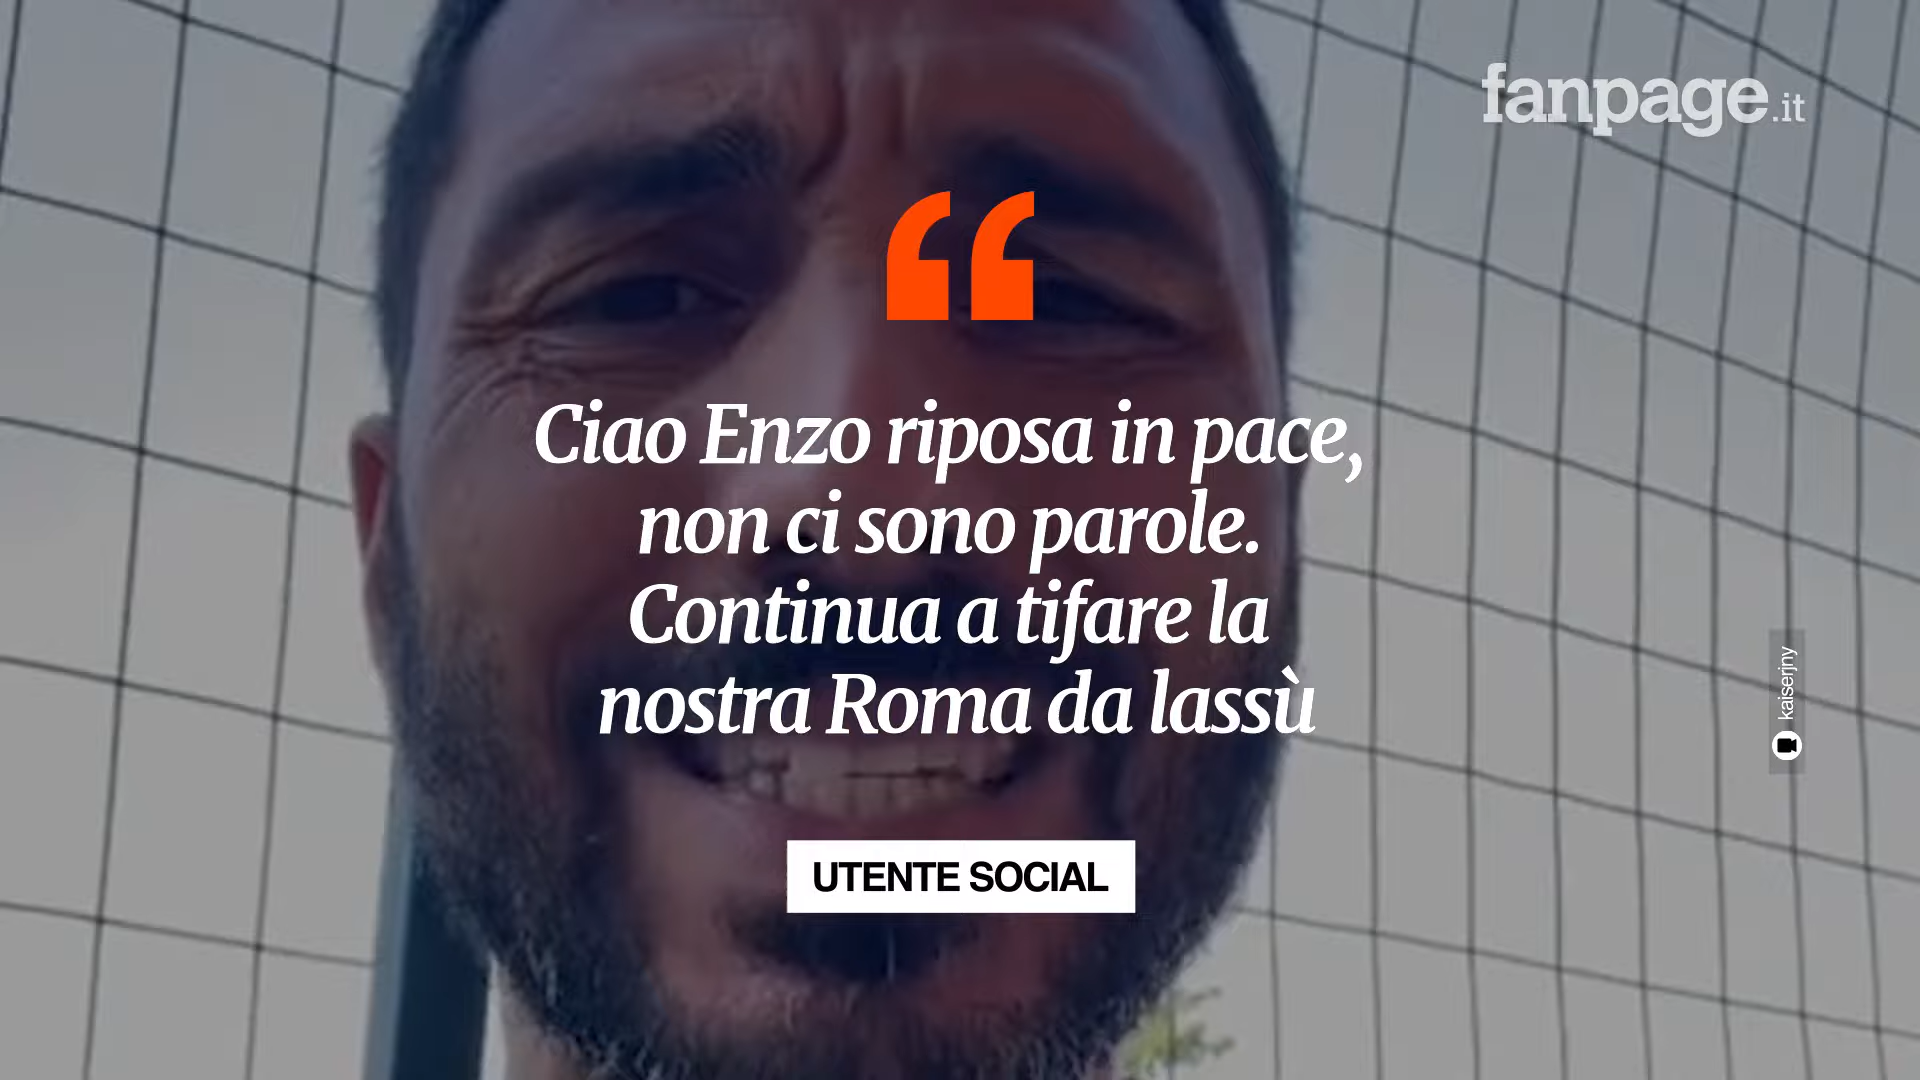 fanpage.it
Ciao Enzo riposa in pace,
non ci sono parole.
Continua a tifare la
nostra Roma da lassù
kaiserjny
UTENTE SOCIAL